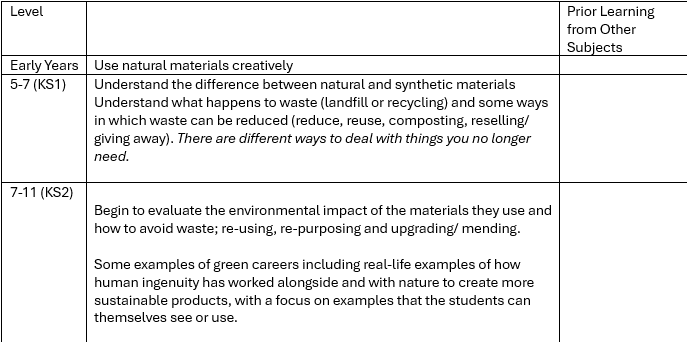 Level
Prior Learning
from Other
Subjects
Early Years
Use natural materials creatively
5-7 (KS1)
Understand the difference between natural and synthetic materials
Understand what happens to waste (landfill or recycling) and some ways
in which waste can be reduced (reduce, reuse, composting, reselling/
giving away). There are different ways to deal with things you no longer
need.
7-11 (KS2)
Begin to evaluate the environmental impact of the materials they use and
how to avoid waste; re-using, re-purposing and upgrading/ mending.
Some examples of green careers including real-life examples of how
human ingenuity has worked alongside and with nature to create more
sustainable products, with a focus on examples that the students can
themselves see or use.